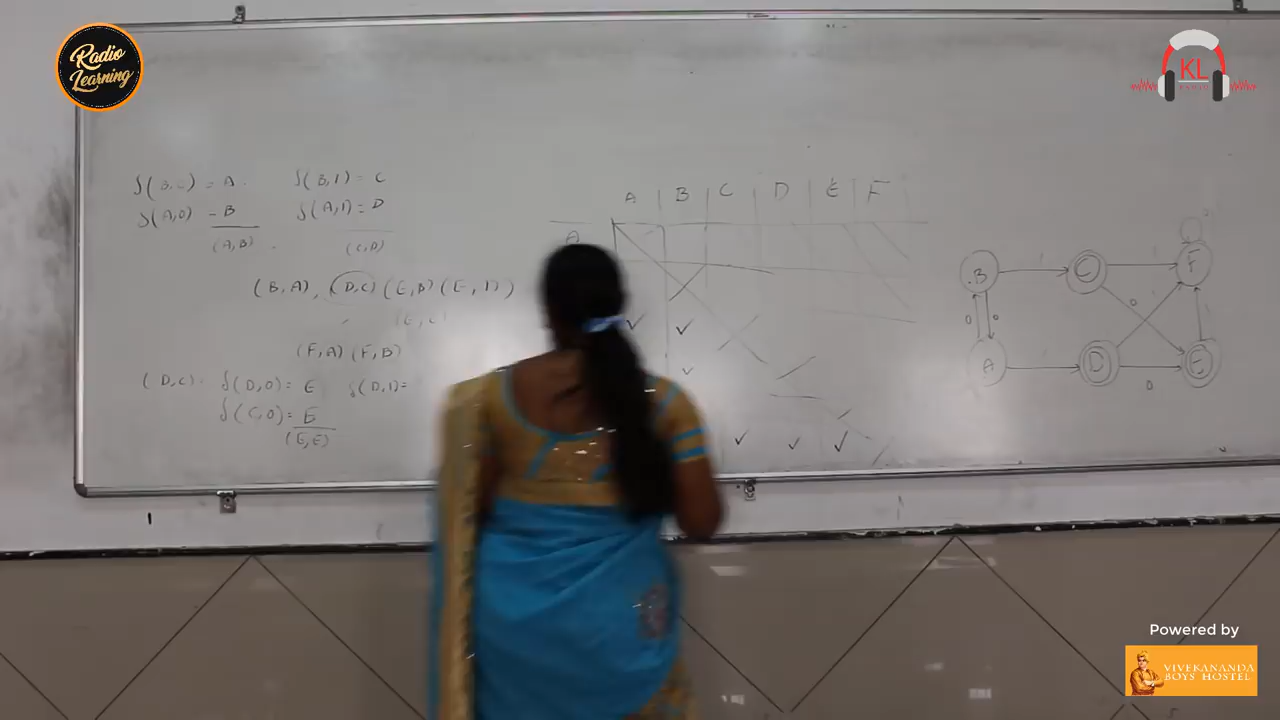 Radio
Learning
KL
RADIO
δ(B,0) = A
δ(B,1) = C
δ(A,0) = B
δ(A,1) = D
(A,B)
(C,D)
(B,A), (D,C) (E,B) (E,
(F,A) (F,B)
(D,C)
δ(D,0) = E
δ(D,1) =
δ(C,0) = E
(E,E)
A B C D E F
A
✓ ✓
✓
✓ ✓ ✓
B C F
0 0 0
A D E
0
Powered by
VIVEKANANDA
BOYS HOSTEL